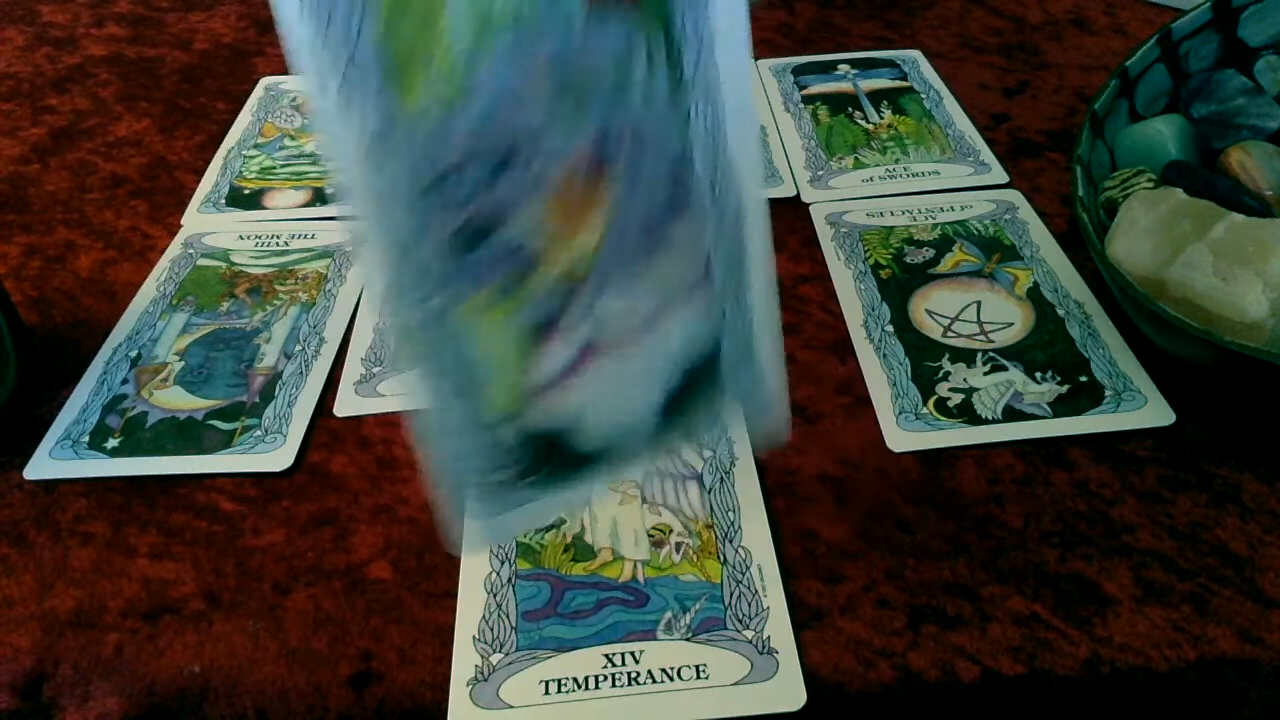 ACE
of SWORDS
ACE
of PENTACLES
XVIII
THE MOON
XIV
TEMPERANCE